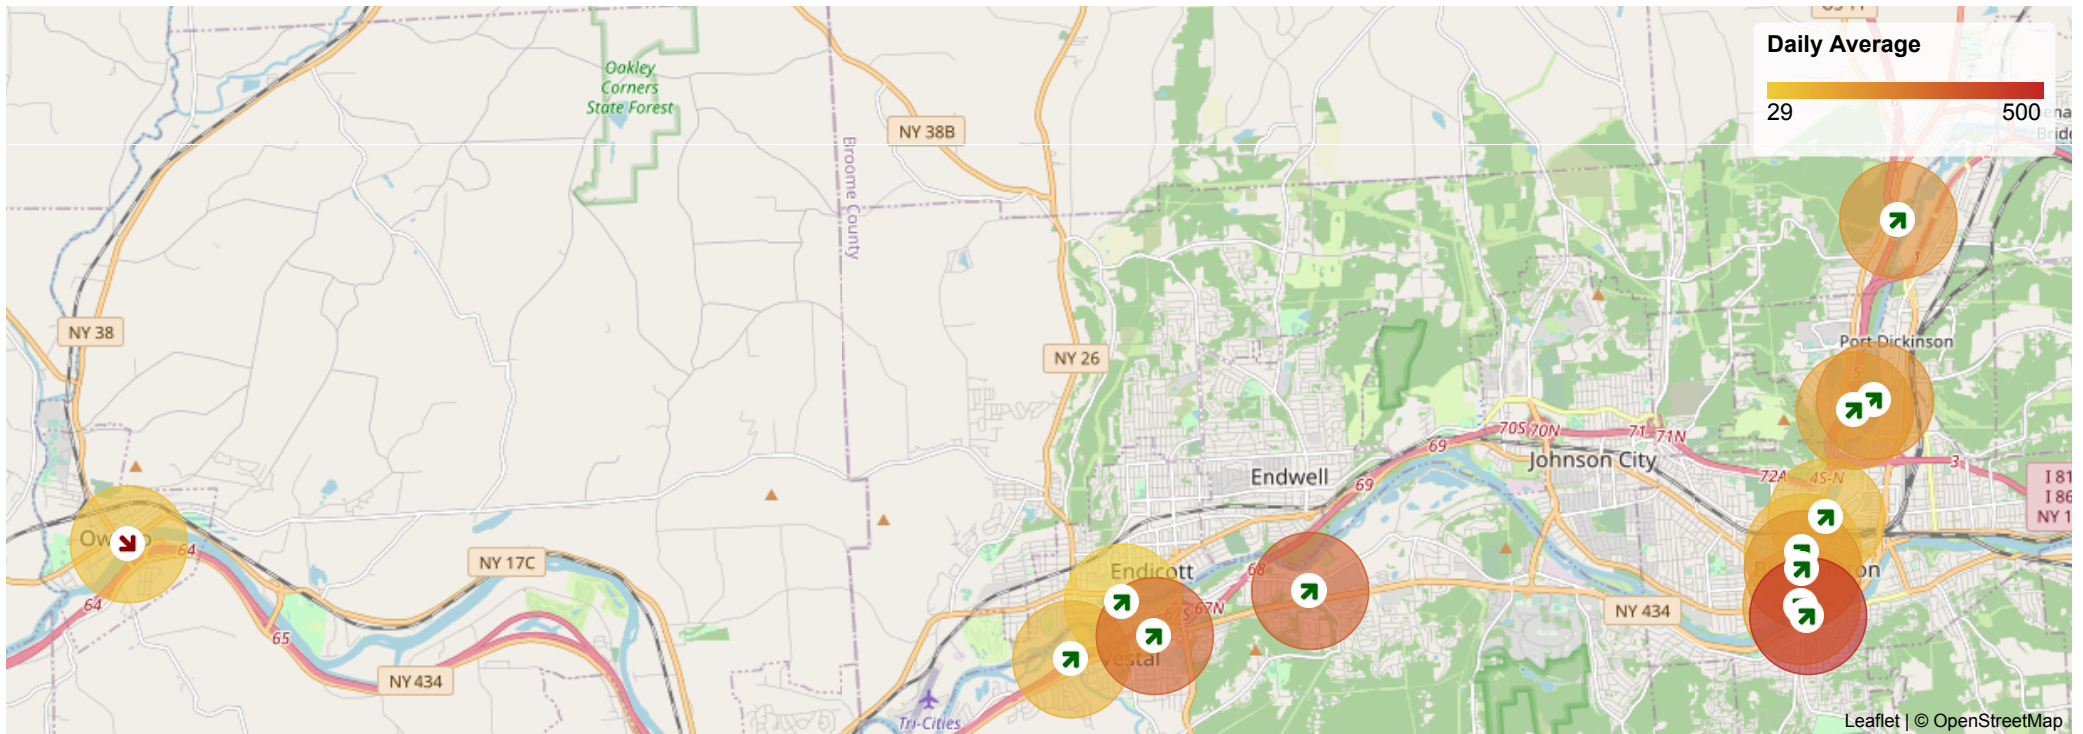 Daily Average
29 500
Oakley
Corners
State Forest
NY 38B
Broome County
NY 38
NY 26
Port Dickinson
70S 70N
71
71N
69
Endwell
Johnson City
72A
4S-N
3
69
I 81
I 86
NY 1
64
NY 17C
Endicott
68
67N
64
NY 434
65
NY 434
Tri-Cities
Leaflet | © OpenStreetMap